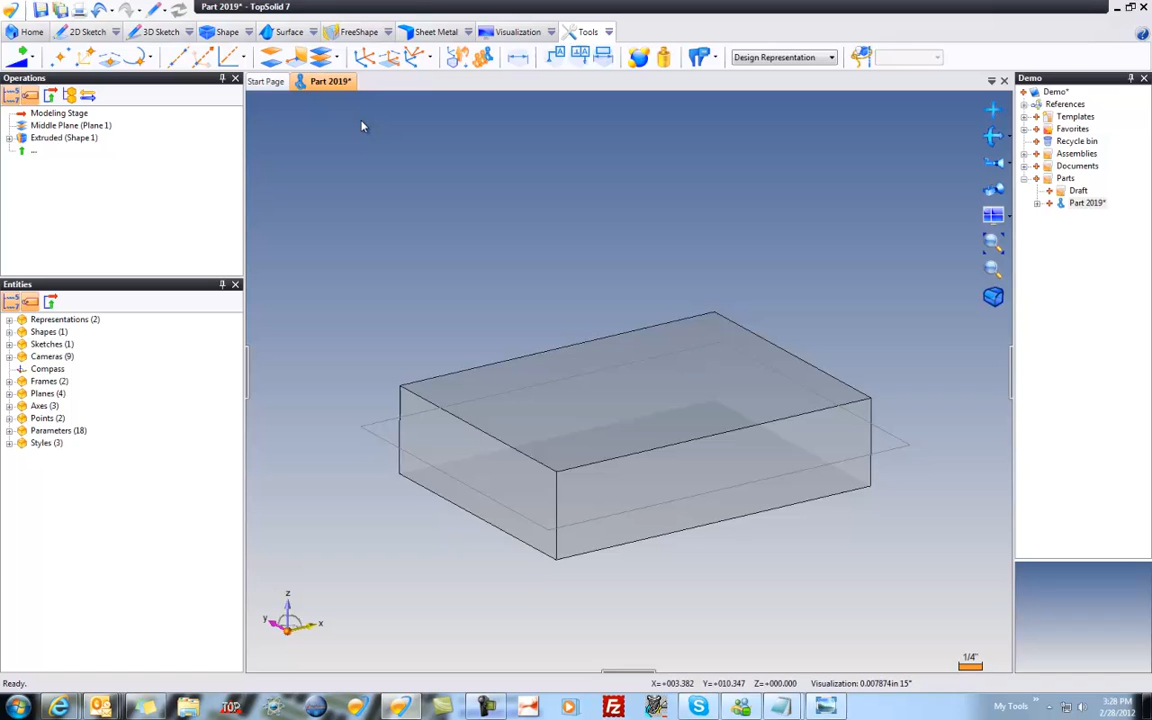 Part 2019* - TopSolid 7
Home 2D Sketch 3D Sketch Shape Surface FreeShape Sheet Metal Visualization Tools
Design Representation
Operations
Start Page Part 2019*
Demo
Modeling Stage
Middle Plane (Plane 1)
Extruded (Shape 1)
...
Demo*
References
Templates
Favorites
Recycle bin
Assemblies
Documents
Parts
Draft
Part 2019*
Entities
Representations (2)
Shapes (1)
Sketches (1)
Cameras (9)
Compass
Frames (2)
Planes (4)
Axes (3)
Points (2)
Parameters (18)
Styles (3)
z
y
x
1/4"
Ready.
X=+003.382 Y=+010.347 Z=+000.000 Visualization: 0.007874in 15°
TOP
My Tools
3:28 PM
2/28/2012